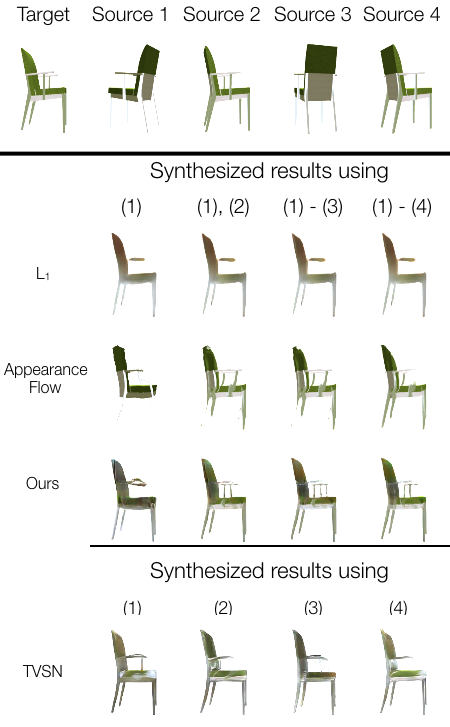 Target Source 1 Source 2 Source 3 Source 4
Synthesized results using
(1) (1), (2) (1) - (3) (1) - (4)
L₁
Appearance
Flow
Ours
Synthesized results using
(1) (2) (3) (4)
TVSN